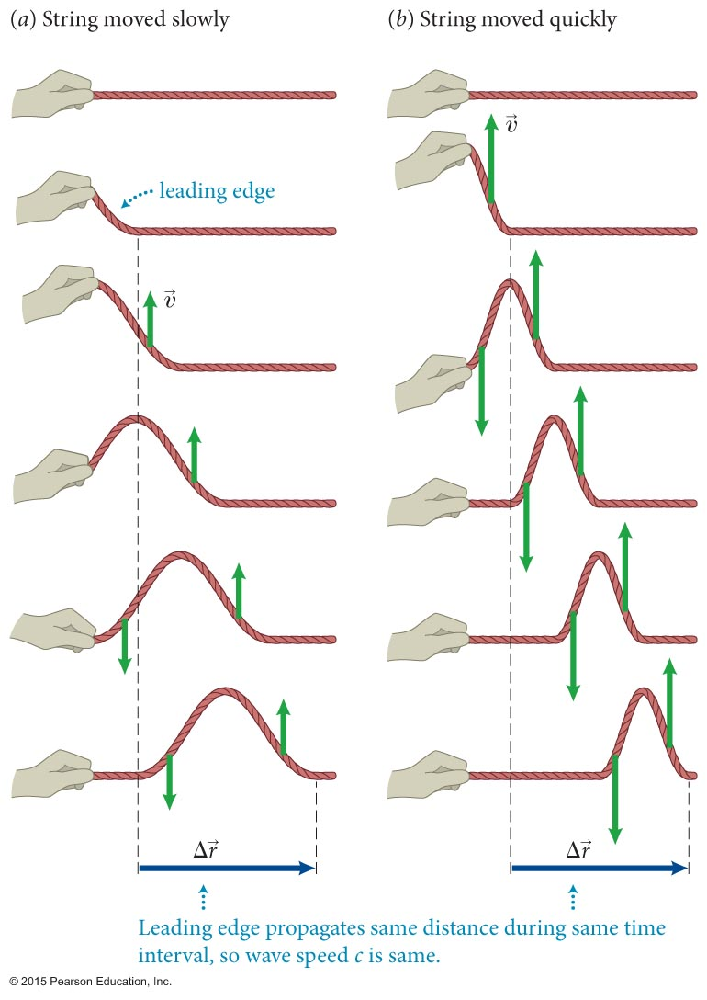 (a) String moved slowly
(b) String moved quickly
v⃗
leading edge
v⃗
Δr⃗
Δr⃗
Leading edge propagates same distance during same time
interval, so wave speed c is same.
© 2015 Pearson Education, Inc.